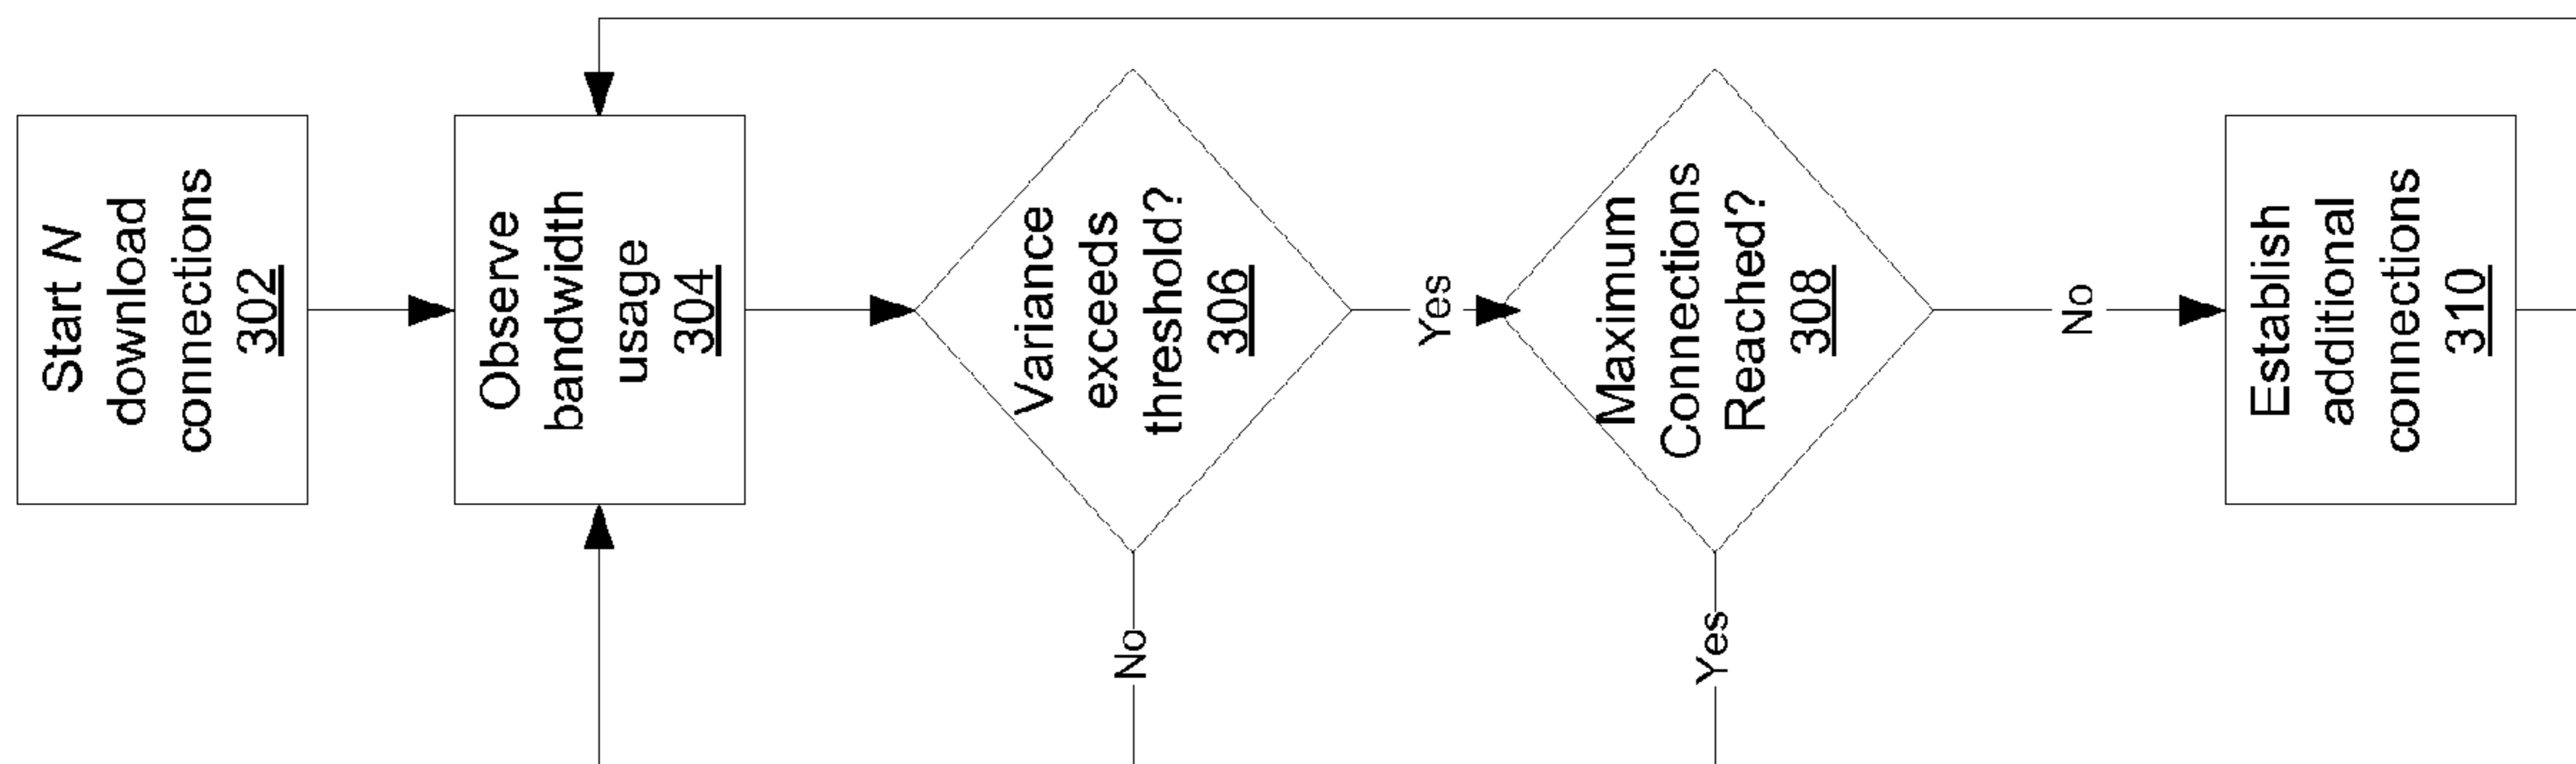 Start N
download
connections
302
Observe
bandwidth
usage
304
Variance
exceeds
threshold?
306
No
Yes
Maximum
Connections
Reached?
308
Yes
No
Establish
additional
connections
310